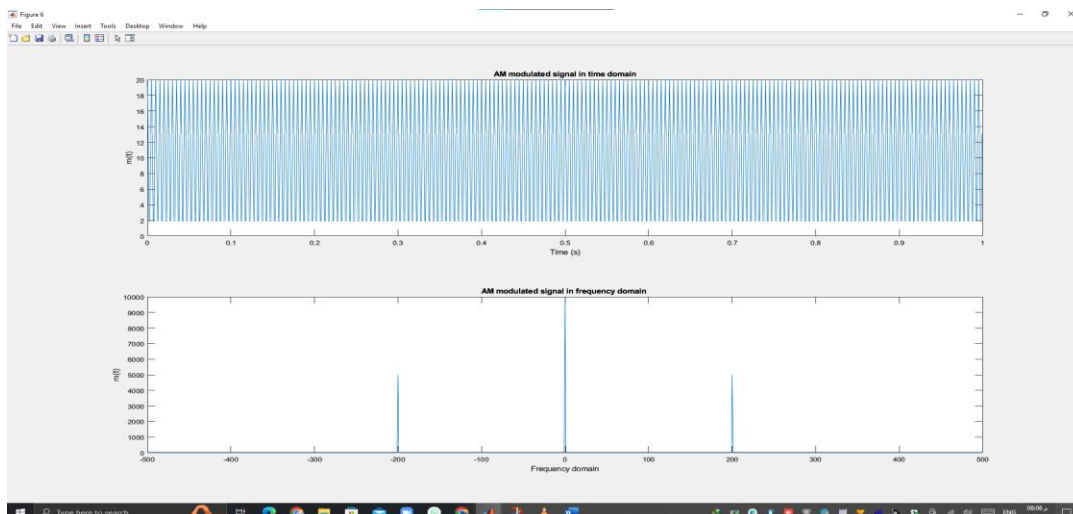 Figure 6
File Edit View Insert Tools Desktop Window Help
AM modulated signal in time domain
20
18
16
14
12
10
8
6
4
2
0
m(t)
0 0.1 0.2 0.3 0.4 0.5 0.6 0.7 0.8 0.9 1
Time (s)
AM modulated signal in frequency domain
10000
9000
8000
7000
6000
5000
4000
3000
2000
1000
0
m(t)
-500 -400 -300 -200 -100 0 100 200 300 400 500
Frequency domain
Type here to search
ENG